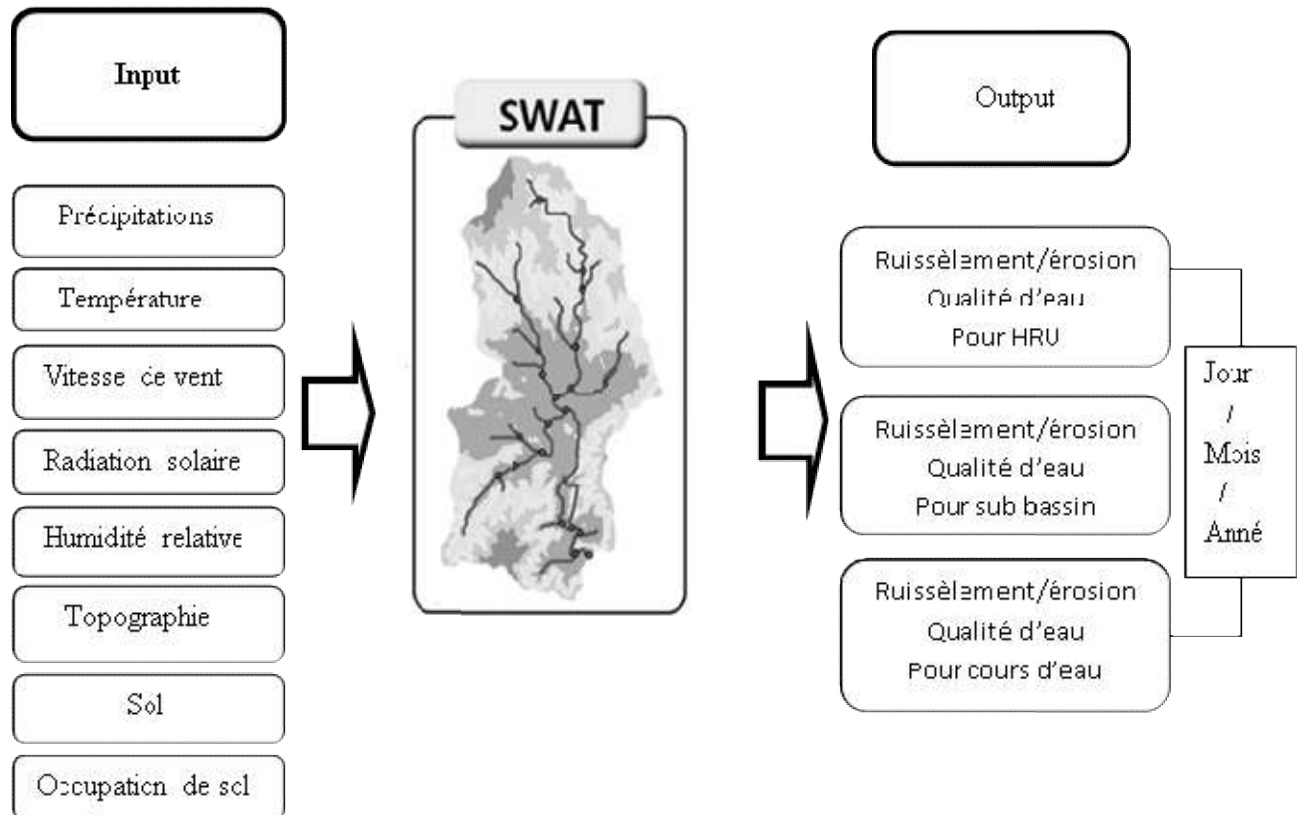 Input
Précipitations
Température
Vitesse de vent
Radiation solaire
Humidité relative
Topographie
Sol
Occupation de sol
SWAT
Output
Ruissèlement/érosion
Qualité d'eau
Pour HRU
Ruissèlement/érosion
Qualité d'eau
Pour sub bassin
Ruissèlement/érosion
Qualité d'eau
Pour cours d'eau
Jour
/
Mois
/
Anné